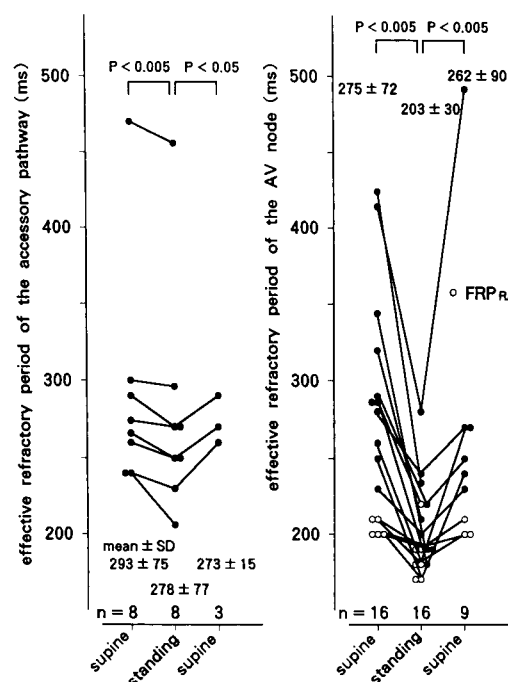 effective refractory period of the accessory pathway (ms)
P < 0.005
P < 0.05
500
400
300
200
mean ± SD
293 ± 75
273 ± 15
278 ± 77
n = 8
8
3
supine
standing
supine
effective refractory period of the AV node (ms)
P < 0.005
P < 0.005
500
400
300
200
275 ± 72
262 ± 90
203 ± 30
FRP R
n = 16
16
9
supine
standing
supine